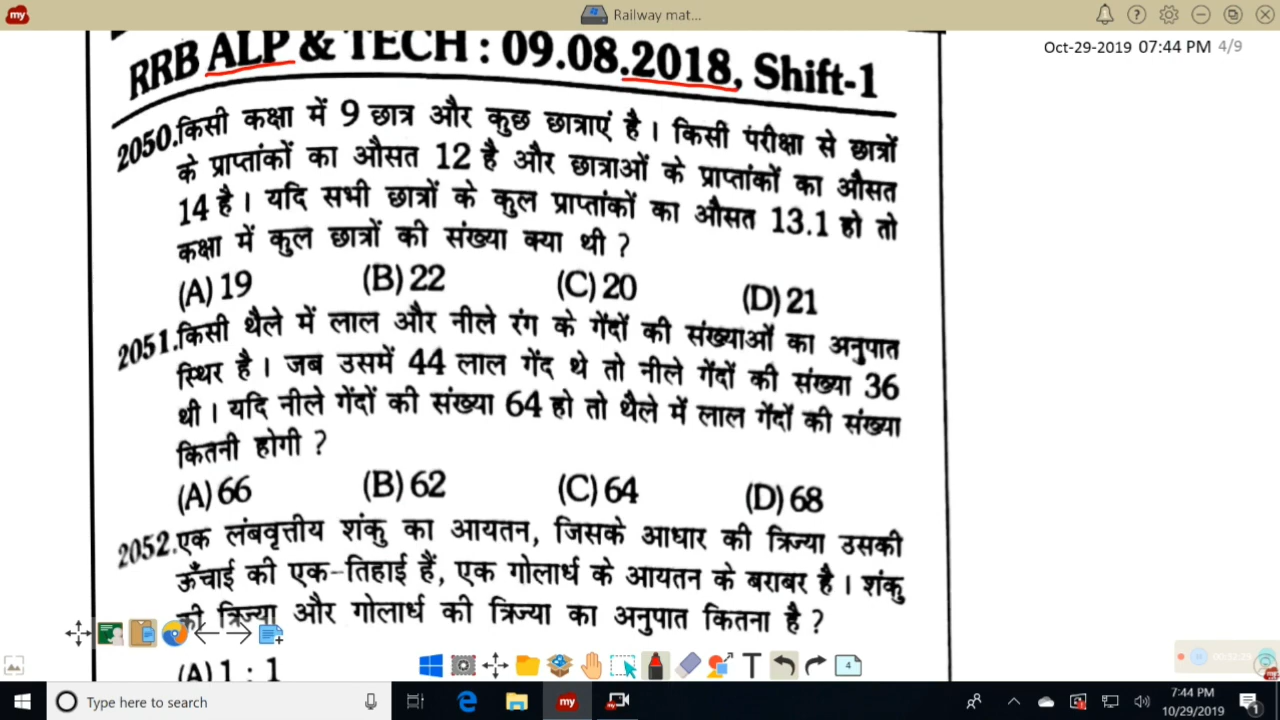 my
Railway mat...
Oct-29-2019 07:44 PM 4/9
RRB ALP & TECH : 09.08.2018, Shift-1
2050.किसी कक्षा में 9 छात्र और कुछ छात्राएं है । किसी परीक्षा से छात्रों
के प्राप्तांकों का औसत 12 है और छात्राओं के प्राप्तांकों का औसत
14 है । यदि सभी छात्रों के कुल प्राप्तांकों का औसत 13.1 हो तो
कक्षा में कुल छात्रों की संख्या क्या थी ?
(A) 19 (B) 22 (C) 20 (D) 21
2051.किसी थैले में लाल और नीले रंग के गेंदों की संख्याओं का अनुपात
स्थिर है । जब उसमें 44 लाल गेंद थे तो नीले गेंदों की संख्या 36
थी । यदि नीले गेंदों की संख्या 64 हो तो थैले में लाल गेंदों की संख्या
कितनी होगी ?
(A) 66 (B) 62 (C) 64 (D) 68
2052.एक लंबवृत्तीय शंकु का आयतन, जिसके आधार की त्रिज्या उसकी
ऊँचाई की एक-तिहाई हैं, एक गोलार्ध के आयतन के बराबर है । शंकु
की त्रिज्या और गोलार्ध की त्रिज्या का अनुपात कितना है ?
(A) 1 : 1
T
4
Type here to search
my
7:44 PM
10/29/2019
1